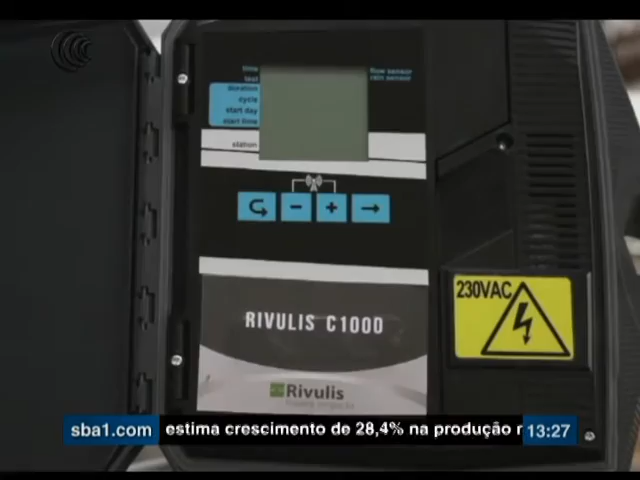 time
test
duration
cycle
start day
start time
station
flow sensor
rain sensor
230VAC
RIVULIS C1000
Rivulis
sba1.com
estima crescimento de 28,4% na produção
13:27